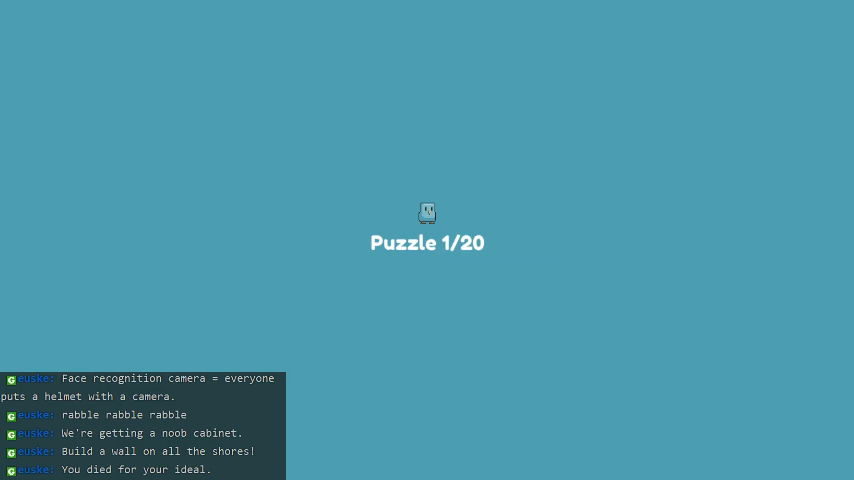 Puzzle 1/20
G euske: Face recognition camera = everyone
puts a helmet with a camera.
G euske: rabble rabble rabble
G euske: We're getting a noob cabinet.
G euske: Build a wall on all the shores!
G euske: You died for your ideal.